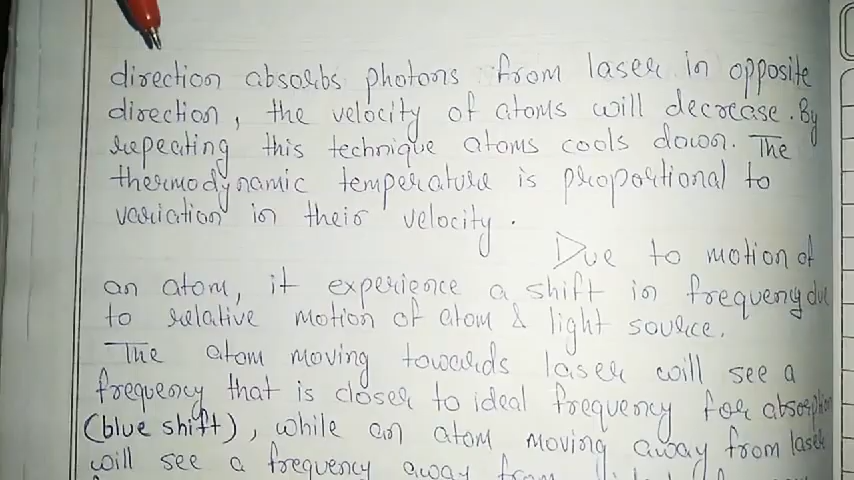 direction absorbs photons from laser in opposite
direction, the velocity of atoms will decrease. By
repeating this technique atoms cools down. The
thermodynamic temperature is proportional to
variation in their velocity.
Due to motion of
an atom, it experience a shift in frequency due
to relative motion of atom & light source.
The atom moving towards laser will see a
frequency that is closer to ideal frequency for absorption
(blue shift), while an atom moving away from laser
will see a frequency away from